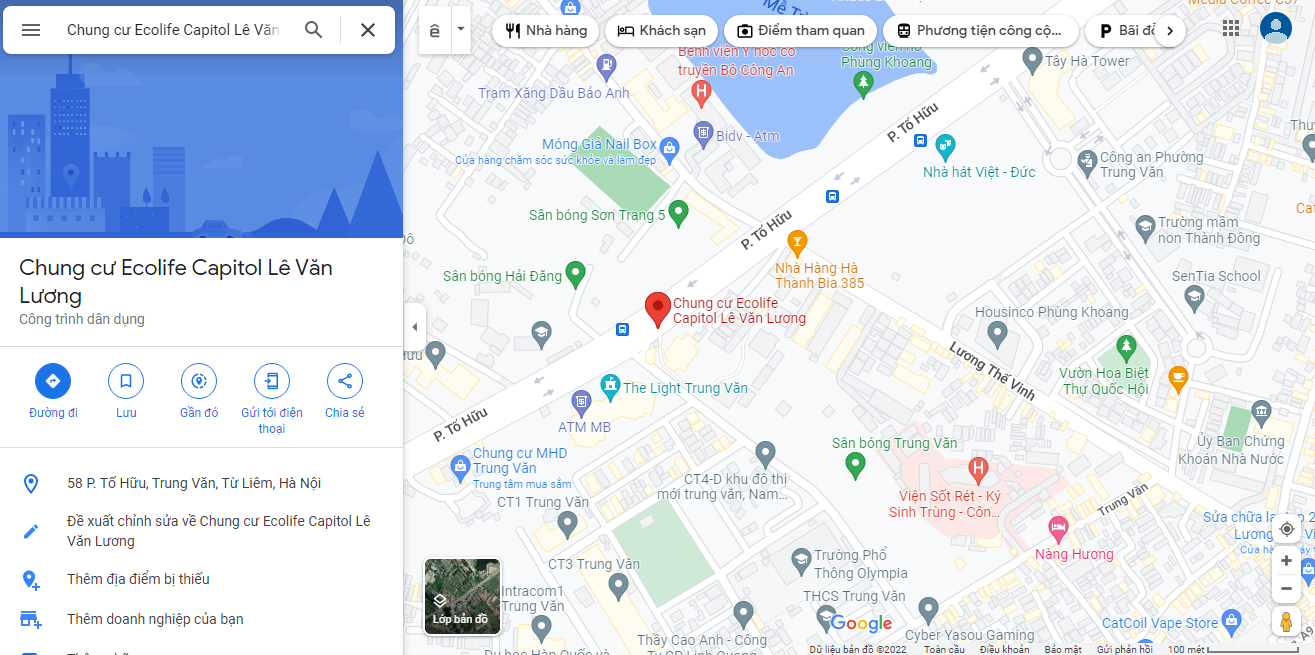 Chung cư Ecolife Capitol Lê Văn
Nhà hàng
Khách sạn
Điểm tham quan
Phương tiện công cộ...
Bãi đỗ
Chung cư Ecolife Capitol Lê Văn
Lương
Công trình dân dụng
Đường đi
Lưu
Gần đó
Gửi tới điện
thoại
Chia sẻ
58 P. Tố Hữu, Trung Văn, Từ Liêm, Hà Nội
Đề xuất chỉnh sửa về Chung cư Ecolife Capitol Lê
Văn Lương
Thêm địa điểm bị thiếu
Thêm doanh nghiệp của bạn
Media Coffee C37
Mễ Trì
Bệnh viện Y học cổ
truyền Bộ Công An
Công viên hồ
Phùng Khoang
Tây Hà Tower
Trạm Xăng Dầu Bảo Anh
P. Tố Hữu
Bidv - Atm
Móng Giả Nail Box
Cửa hàng chăm sóc sức khỏe và làm đẹp
Nhà hát Việt - Đức
Công an Phường
Trung Văn
Sân bóng Sơn Trang 5
P. Tố Hữu
Trường mầm
non Thành Đông
Sân bóng Hải Đăng
Nhà Hàng Hà
Thanh Bia 385
SenTia School
Chung cư Ecolife
Capitol Lê Văn Lương
Housinco Phùng Khoang
Lương Thế Vinh
Vườn Hoa Biệt
Thự Quốc Hội
The Light Trung Văn
P. Tố Hữu
ATM MB
Sân bóng Trung Văn
Ủy Ban Chứng
Khoán Nhà Nước
Chung cư MHD
Trung Văn
Trung tâm mua sắm
CT4-D khu đô thị
mới trung văn, Nam...
CT1 Trung Văn
Viện Sốt Rét - Ký
Sinh Trùng - Côn...
Trung Văn
Nàng Hương
CT3 Trung Văn
Trường Phổ
Thông Olympia
Intracom1
Trung Văn
THCS Trung Văn
Lớp bản đồ
Google
Cyber Yasou Gaming
CatCoil Vape Store
Thầy Cao Anh - Công
Dữ liệu bản đồ ©2022
Toàn cầu
Điều khoản
Bảo mật
Gửi phản hồi
100 mét